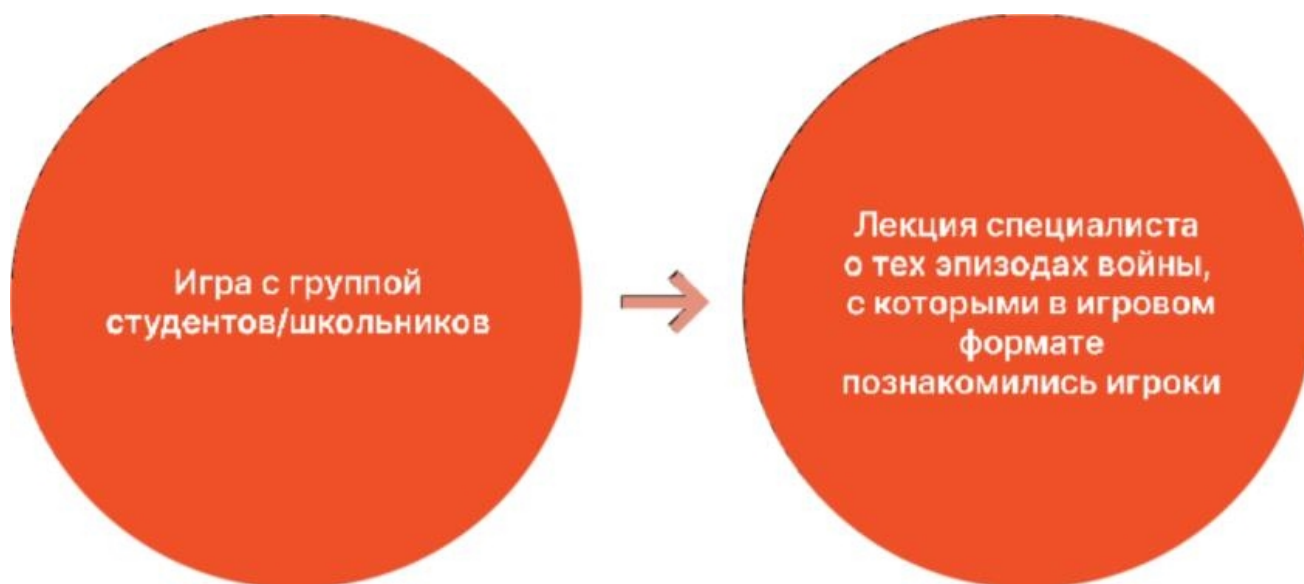 Игра с группой
студентов/школьников
Лекция специалиста
о тех эпизодах войны,
с которыми в игровом
формате
познакомились игроки